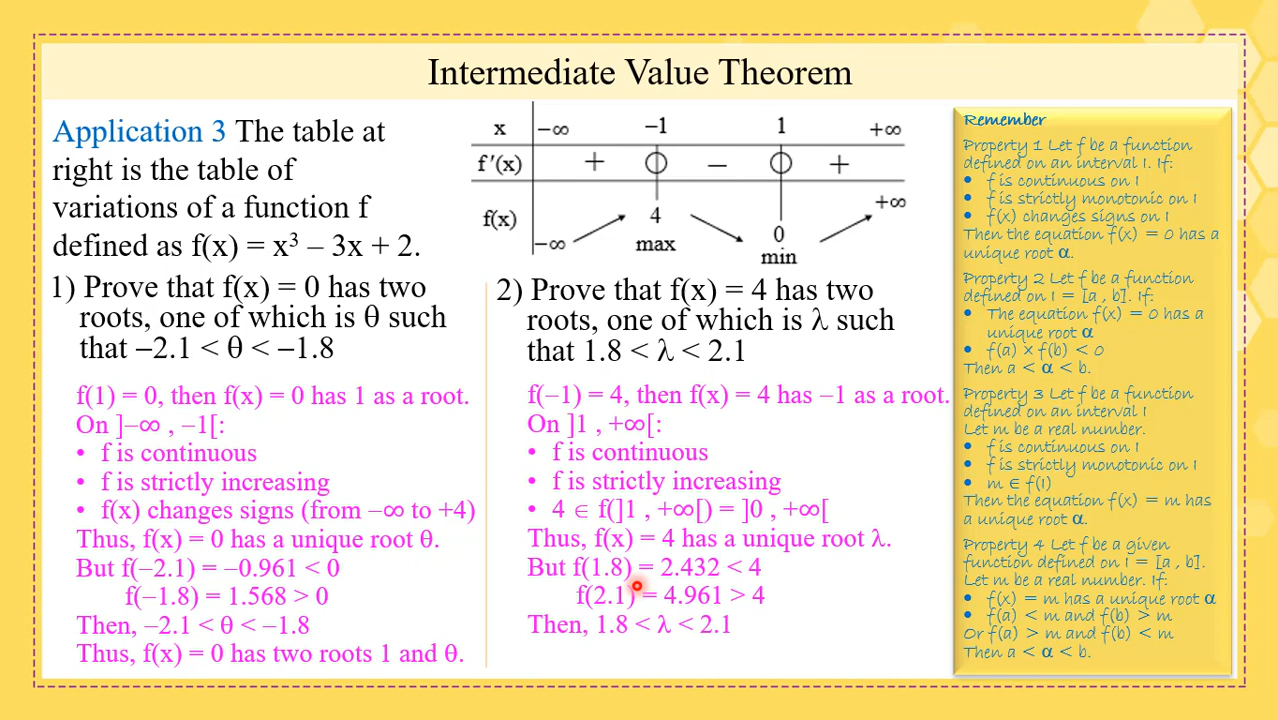 Intermediate Value Theorem
Application 3 The table at
right is the table of
variations of a function f
defined as f(x) = x³ – 3x + 2.
x −∞ −1 1 +∞
f'(x) + 0 − 0 +
f(x) −∞ 4 max 0 min +∞
1) Prove that f(x) = 0 has two
roots, one of which is θ such
that −2.1 < θ < −1.8
f(1) = 0, then f(x) = 0 has 1 as a root.
On ]−∞ , −1[:
• f is continuous
• f is strictly increasing
• f(x) changes signs (from −∞ to +4)
Thus, f(x) = 0 has a unique root θ.
But f(−2.1) = −0.961 < 0
f(−1.8) = 1.568 > 0
Then, −2.1 < θ < −1.8
Thus, f(x) = 0 has two roots 1 and θ.
2) Prove that f(x) = 4 has two
roots, one of which is λ such
that 1.8 < λ < 2.1
f(−1) = 4, then f(x) = 4 has −1 as a root.
On ]1 , +∞[:
• f is continuous
• f is strictly increasing
• 4 ∈ f(]1 , +∞[) = ]0 , +∞[
Thus, f(x) = 4 has a unique root λ.
But f(1.8) = 2.432 < 4
f(2.1) = 4.961 > 4
Then, 1.8 < λ < 2.1
Remember
Property 1 Let f be a function
defined on an interval I. If:
• f is continuous on I
• f is strictly monotonic on I
• f(x) changes signs on I
Then the equation f(x) = 0 has a
unique root α.
Property 2 Let f be a function
defined on I = [a , b]. If:
• The equation f(x) = 0 has a
unique root α
• f(a) × f(b) < 0
Then a < α < b.
Property 3 Let f be a function
defined on an interval I
Let m be a real number.
• f is continuous on I
• f is strictly monotonic on I
• m ∈ f(I)
Then the equation f(x) = m has
a unique root α.
Property 4 Let f be a given
function defined on I = [a , b].
Let m be a real number. If:
• f(x) = m has a unique root α
• f(a) < m and f(b) > m
Or f(a) > m and f(b) < m
Then a < α < b.